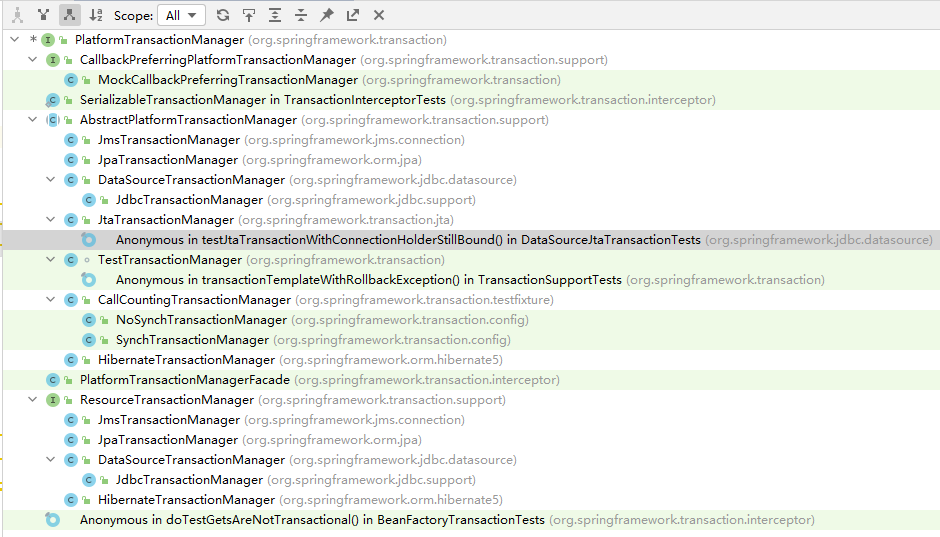 Scope: All
* I PlatformTransactionManager (org.springframework.transaction)
I CallbackPreferringPlatformTransactionManager (org.springframework.transaction.support)
C MockCallbackPreferringTransactionManager (org.springframework.transaction)
C SerializableTransactionManager in TransactionInterceptorTests (org.springframework.transaction.interceptor)
C AbstractPlatformTransactionManager (org.springframework.transaction.support)
C JmsTransactionManager (org.springframework.jms.connection)
C JpaTransactionManager (org.springframework.orm.jpa)
C DataSourceTransactionManager (org.springframework.jdbc.datasource)
C JdbcTransactionManager (org.springframework.jdbc.support)
C JtaTransactionManager (org.springframework.transaction.jta)
Anonymous in testJtaTransactionWithConnectionHolderStillBound() in DataSourceJtaTransactionTests (org.springframework.jdbc.datasource)
C TestTransactionManager (org.springframework.transaction)
Anonymous in transactionTemplateWithRollbackException() in TransactionSupportTests (org.springframework.transaction)
C CallCountingTransactionManager (org.springframework.transaction.testfixture)
C NoSynchTransactionManager (org.springframework.transaction.config)
C SynchTransactionManager (org.springframework.transaction.config)
C HibernateTransactionManager (org.springframework.orm.hibernate5)
C PlatformTransactionManagerFacade (org.springframework.transaction.interceptor)
I ResourceTransactionManager (org.springframework.transaction.support)
C JmsTransactionManager (org.springframework.jms.connection)
C JpaTransactionManager (org.springframework.orm.jpa)
C DataSourceTransactionManager (org.springframework.jdbc.datasource)
C JdbcTransactionManager (org.springframework.jdbc.support)
C HibernateTransactionManager (org.springframework.orm.hibernate5)
Anonymous in doTestGetsAreNotTransactional() in BeanFactoryTransactionTests (org.springframework.transaction.interceptor)